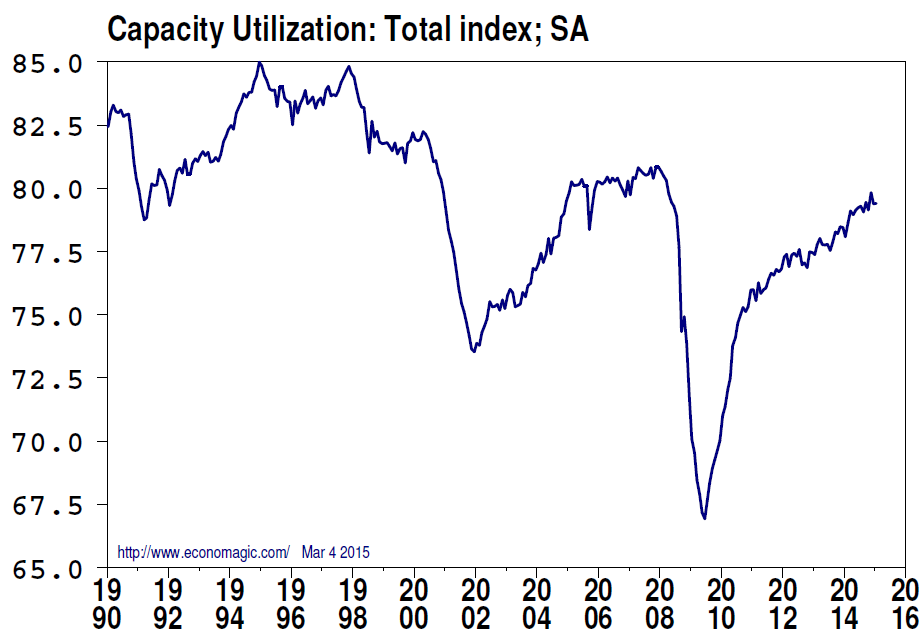 Capacity Utilization: Total index; SA
85.0
82.5
80.0
77.5
75.0
72.5
70.0
67.5
65.0
http://www.economagic.com/ Mar 4 2015
19 19 19 19 19 20 20 20 20 20 20 20 20 20
90 92 94 96 98 00 02 04 06 08 10 12 14 16